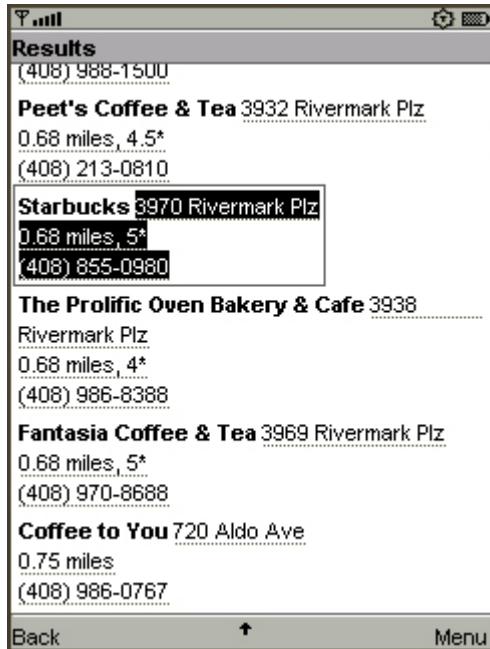 Results
(408) 988-1500
Peet's Coffee & Tea 3932 Rivermark Plz
0.68 miles, 4.5*
(408) 213-0810
Starbucks 3970 Rivermark Plz
0.68 miles, 5*
(408) 855-0980
The Prolific Oven Bakery & Cafe 3938
Rivermark Plz
0.68 miles, 4*
(408) 986-8388
Fantasia Coffee & Tea 3969 Rivermark Plz
0.68 miles, 5*
(408) 970-8688
Coffee to You 720 Aldo Ave
0.75 miles
(408) 986-0767
Back Menu